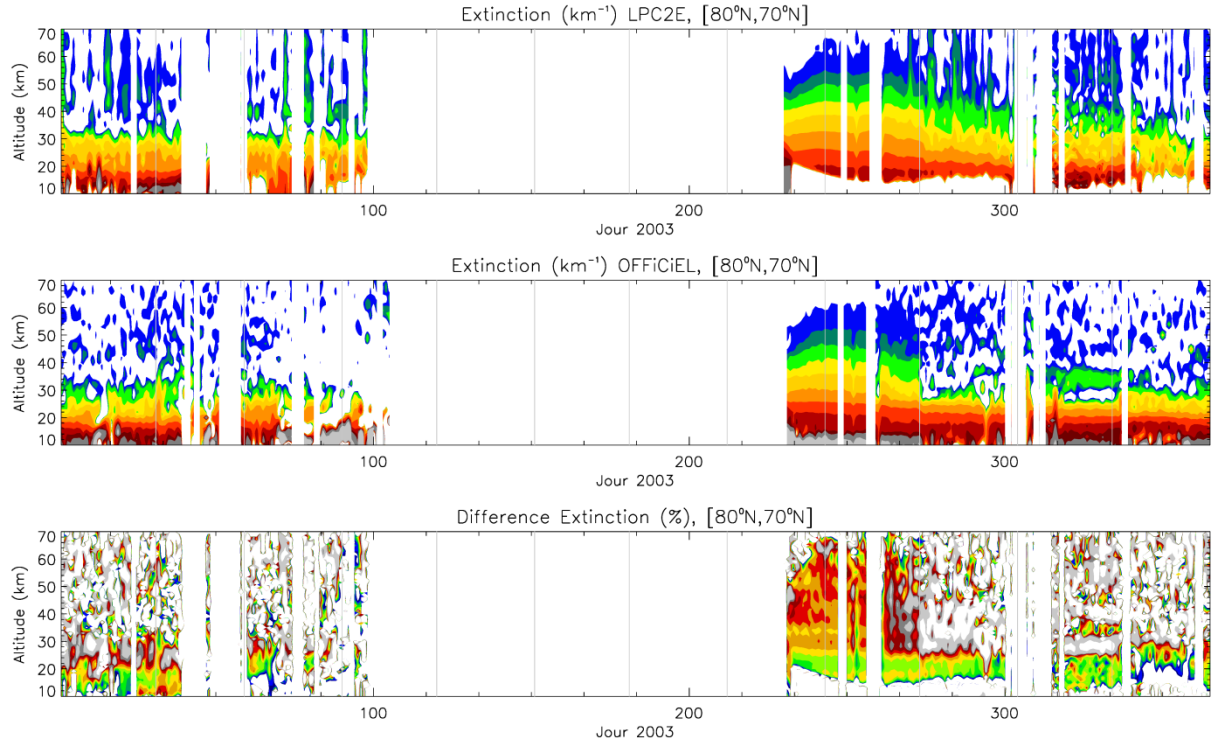 Extinction (km⁻¹) LPC2E, [80°N,70°N]
Altitude (km)
70
60
50
40
30
20
10
100 200 300
Jour 2003
Extinction (km⁻¹) OFFiCiEL, [80°N,70°N]
Altitude (km)
70
60
50
40
30
20
10
100 200 300
Jour 2003
Difference Extinction (%), [80°N,70°N]
Altitude (km)
70
60
50
40
30
20
10
100 200 300
Jour 2003